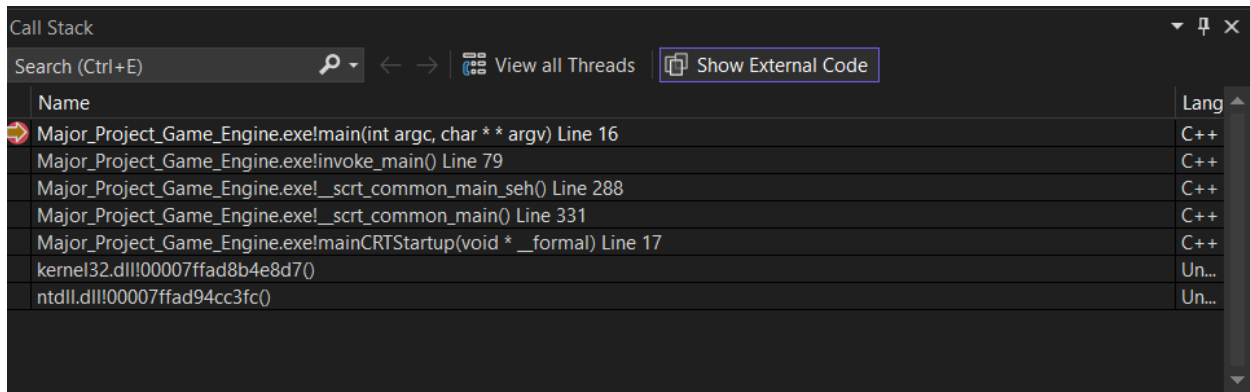 Call Stack
Search (Ctrl+E) View all Threads Show External Code
Name Lang
Major_Project_Game_Engine.exe!main(int argc, char * * argv) Line 16 C++
Major_Project_Game_Engine.exe!invoke_main() Line 79 C++
Major_Project_Game_Engine.exe!__scrt_common_main_seh() Line 288 C++
Major_Project_Game_Engine.exe!__scrt_common_main() Line 331 C++
Major_Project_Game_Engine.exe!mainCRTStartup(void * __formal) Line 17 C++
kernel32.dll!00007ffad8b4e8d7() Un...
ntdll.dll!00007ffad94cc3fc() Un...